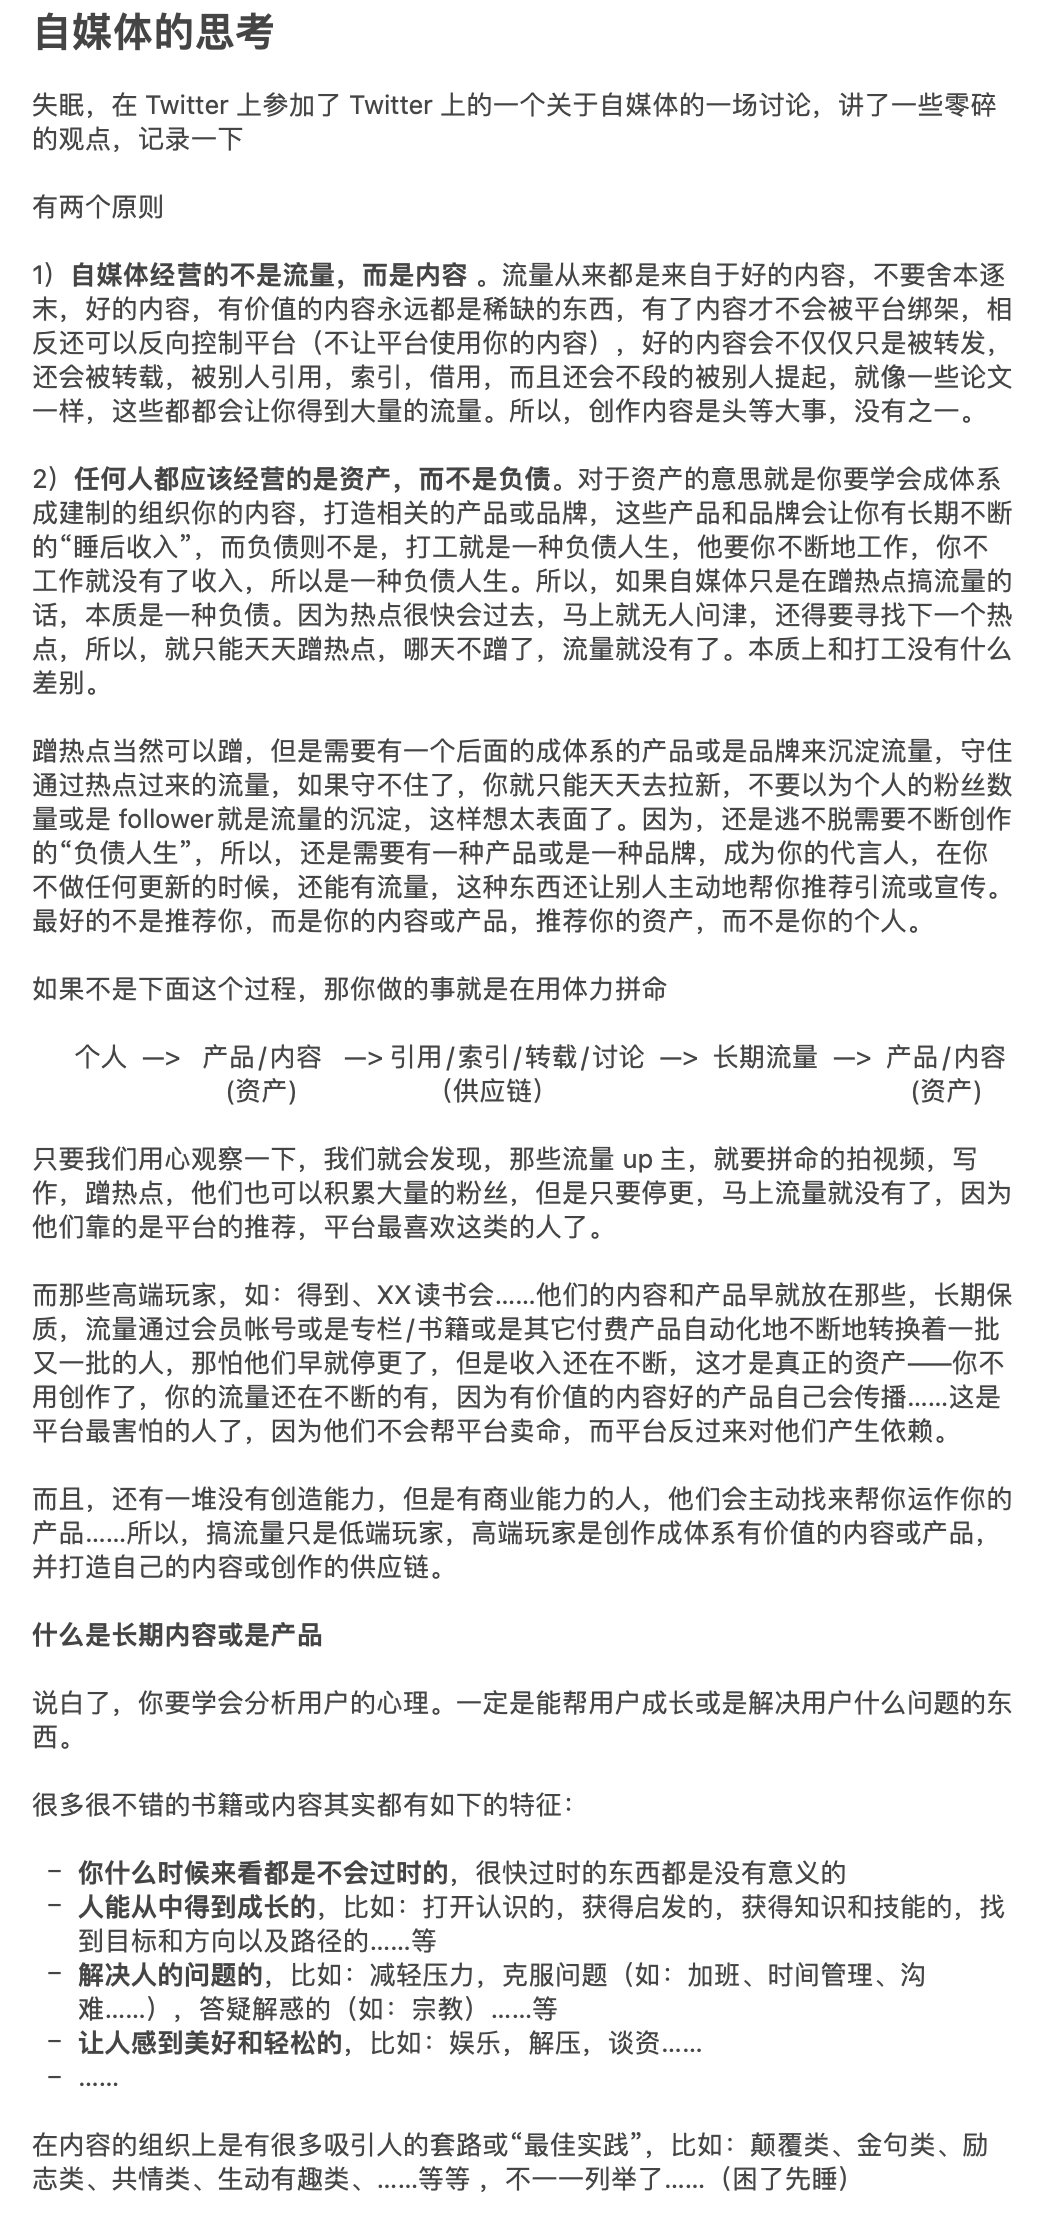 自媒体的思考
失眠，在 Twitter 上参加了 Twitter 上的一个关于自媒体的一场讨论，讲了一些零碎
的观点，记录一下
有两个原则
1）自媒体经营的不是流量，而是内容 。流量从来都是来自于好的内容，不要舍本逐
末，好的内容，有价值的内容永远都是稀缺的东西，有了内容才不会被平台绑架，相
反还可以反向控制平台（不让平台使用你的内容），好的内容会不仅仅只是被转发，
还会被转载，被别人引用，索引，借用，而且还会不段的被别人提起，就像一些论文
一样，这些都都会让你得到大量的流量。所以，创作内容是头等大事，没有之一。
2）任何人都应该经营的是资产，而不是负债。对于资产的意思就是你要学会成体系
成建制的组织你的内容，打造相关的产品或品牌，这些产品和品牌会让你有长期不断
的“睡后收入”，而负债则不是，打工就是一种负债人生，他要你不断地工作，你不
工作就没有了收入，所以是一种负债人生。所以，如果自媒体只是在蹭热点搞流量的
话，本质是一种负债。因为热点很快会过去，马上就无人问津，还得要寻找下一个热
点，所以，就只能天天蹭热点，哪天不蹭了，流量就没有了。本质上和打工没有什么
差别。
蹭热点当然可以蹭，但是需要有一个后面的成体系的产品或是品牌来沉淀流量，守住
通过热点过来的流量，如果守不住了，你就只能天天去拉新，不要以为个人的粉丝数
量或是 follower 就是流量的沉淀，这样想太表面了。因为，还是逃不脱需要不断创作
的“负债人生”，所以，还是需要有一种产品或是一种品牌，成为你的代言人，在你
不做任何更新的时候，还能有流量，这种东西还让别人主动地帮你推荐引流或宣传。
最好的不是推荐你，而是你的内容或产品，推荐你的资产，而不是你的个人。
如果不是下面这个过程，那你做的事就是在用体力拼命
个人 —> 产品/内容 —> 引用/索引/转载/讨论 —> 长期流量 —> 产品/内容
(资产) （供应链） (资产)
只要我们用心观察一下，我们就会发现，那些流量 up 主，就要拼命的拍视频，写
作，蹭热点，他们也可以积累大量的粉丝，但是只要停更，马上流量就没有了，因为
他们靠的是平台的推荐，平台最喜欢这类的人了。
而那些高端玩家，如：得到、XX读书会……他们的内容和产品早就放在那些，长期保
质，流量通过会员帐号或是专栏/书籍或是其它付费产品自动化地不断地转换着一批
又一批的人，那怕他们早就停更了，但是收入还在不断，这才是真正的资产——你不
用创作了，你的流量还在不断的有，因为有价值的内容好的产品自己会传播……这是
平台最害怕的人了，因为他们不会帮平台卖命，而平台反过来对他们产生依赖。
而且，还有一堆没有创造能力，但是有商业能力的人，他们会主动找来帮你运作你的
产品……所以，搞流量只是低端玩家，高端玩家是创作成体系有价值的内容或产品，
并打造自己的内容或创作的供应链。
什么是长期内容或是产品
说白了，你要学会分析用户的心理。一定是能帮用户成长或是解决用户什么问题的东
西。
很多很不错的书籍或内容其实都有如下的特征：
– 你什么时候来看都是不会过时的，很快过时的东西都是没有意义的
– 人能从中得到成长的，比如：打开认识的，获得启发的，获得知识和技能的，找
到目标和方向以及路径的……等
– 解决人的问题的，比如：减轻压力，克服问题（如：加班、时间管理、沟
难……），答疑解惑的（如：宗教）……等
– 让人感到美好和轻松的，比如：娱乐，解压，谈资……
– ……
在内容的组织上是有很多吸引人的套路或“最佳实践”，比如：颠覆类、金句类、励
志类、共情类、生动有趣类、……等等 ，不一一列举了……（困了先睡）